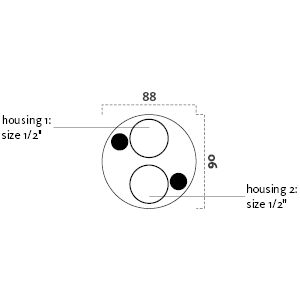 88
housing 1:
size 1/2"
90
housing 2:
size 1/2"